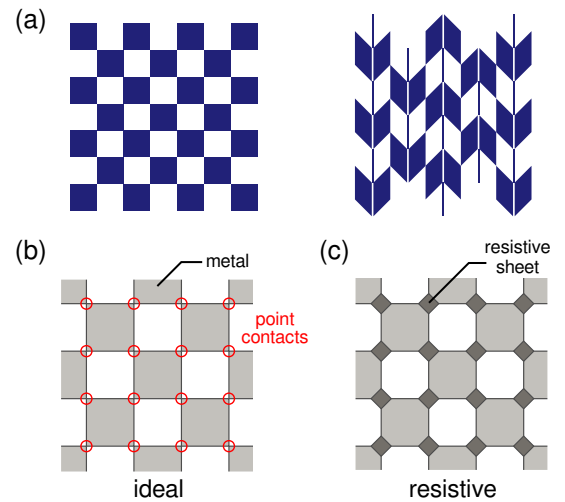 (a)
(b)
metal
point
contacts
ideal
(c)
resistive
sheet
resistive